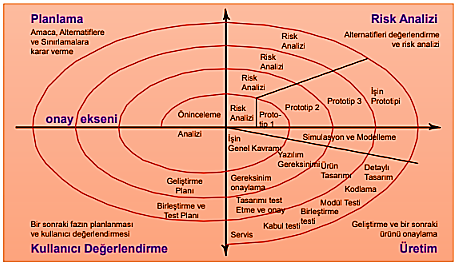 Planlama
Amaca, Alternatiflere
ve Sınırlamalara
karar verme
Risk Analizi
Alternatifleri değerlendirme
ve risk analizi
Risk
Analizi
Risk
Analizi
Risk
Analizi
Risk
Analizi
Proto-
tip 1
Prototip 2
Prototip 3
İşin
Prototipi
onay ekseni
Öninceleme
Analizi
İşin
Genel Kavramı
Simulasyon ve Modelleme
Yazılım
Gereksinimi
Ürün
Tasarımı
Detaylı
Tasarım
Geliştirme
Planı
Gereksinim
onaylama
Kodlama
Birleştirme ve
Test Planı
Tasarımı test
Etme ve onay
Modül Testi
Birleştirme
testi
Kabul testi
Servis
Bir sonraki fazın planlanması
ve kullanıcı değerlendirmesi
Kullanıcı Değerlendirme
Geliştirme ve bir sonraki
ürünü onaylama
Üretim